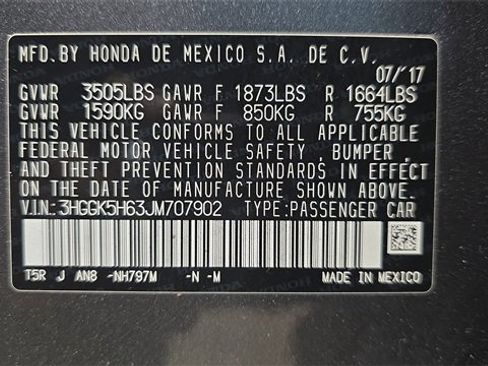 MFD.BY HONDA DE MEXICO S.A. DE C.V.
07/'17
GVWR 3505LBS GAWR F 1873LBS R 1664LBS
GVWR 1590KG GAWR F 850KG R 755KG
THIS VEHICLE CONFORMS TO ALL APPLICABLE
FEDERAL MOTOR VEHICLE SAFETY, BUMPER,
AND THEFT PREVENTION STANDARDS IN EFFECT
ON THE DATE OF MANUFACTURE SHOWN ABOVE.
V.I.N.:3HGGK5H63JM707902 TYPE:PASSENGER CAR
T5R J AN8 -NH797M -N -M MADE IN MEXICO